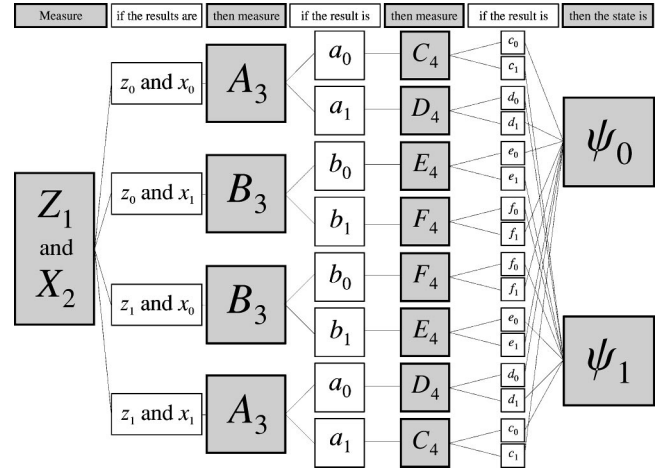 Measure
if the results are
then measure
if the result is
then measure
if the result is
then the state is
Z₁
and
X₂
z₀ and x₀
z₀ and x₁
z₁ and x₀
z₁ and x₁
A₃
B₃
B₃
A₃
a₀
a₁
b₀
b₁
b₀
b₁
a₀
a₁
C₄
D₄
E₄
F₄
F₄
E₄
D₄
C₄
c₀
c₁
d₀
d₁
e₀
e₁
f₀
f₁
f₀
f₁
e₀
e₁
d₀
d₁
c₀
c₁
ψ₀
ψ₁